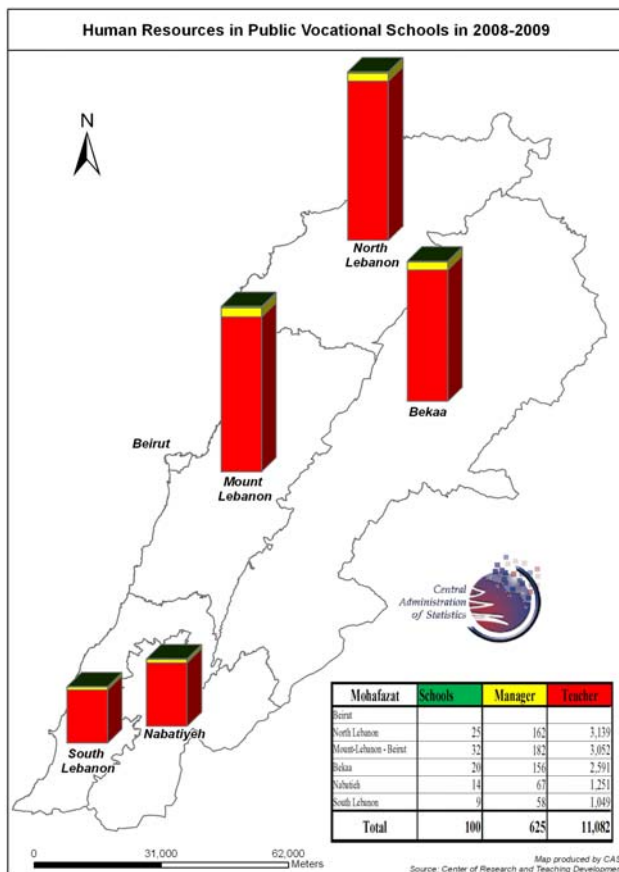 Human Resources in Public Vocational Schools in 2008-2009
N
North
Lebanon
Bekaa
Beirut
Mount
Lebanon
Central
Administration
of Statistics
Nabatiyeh
South
Lebanon
Mohafazat Schools Manager Teacher
Beirut
North Lebanon 25 162 3,139
Mount-Lebanon - Beirut 32 182 3,052
Bekaa 20 156 2,591
Nabatieh 14 67 1,251
South Lebanon 9 58 1,049
Total 100 625 11,082
0 31,000 62,000
Meters
Map produced by CAS
Source: Center of Research and Teaching Developmen